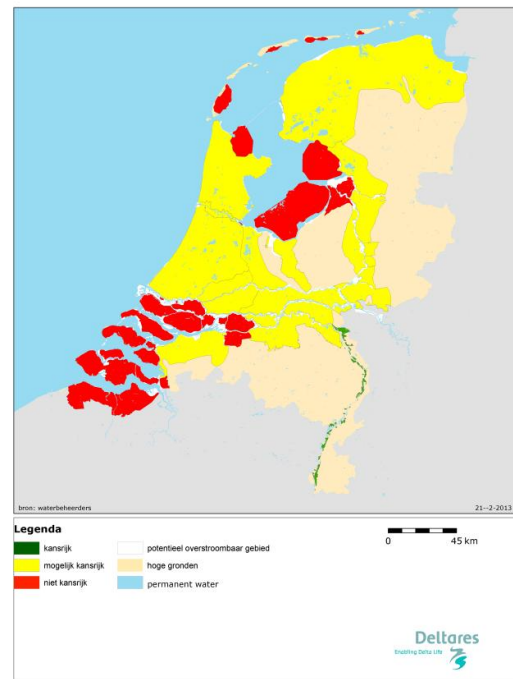 bron: waterbeheerders
21--2-2013
Legenda
kansrijk
mogelijk kansrijk
niet kansrijk
potentieel overstroombaar gebied
hoge gronden
permanent water
0 45 km
Deltares
Enabling Delta Life